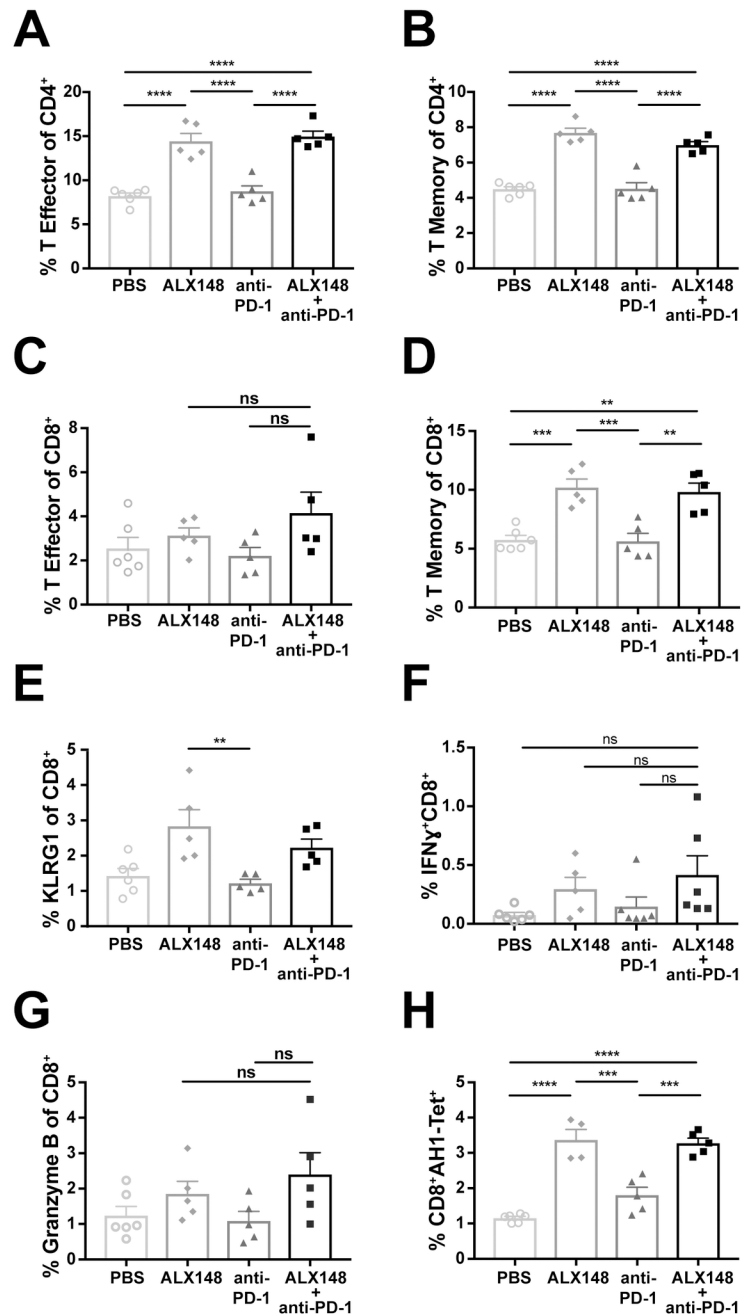 A
B
****
****
****
****
% T Effector of CD4+
20
15
10
5
0
PBS
ALX148
anti-
PD-1
ALX148
+
anti-PD-1
****
****
****
****
% T Memory of CD4+
10
8
6
4
2
0
PBS
ALX148
anti-
PD-1
ALX148
+
anti-PD-1
C
D
ns
ns
% T Effector of CD8+
8
6
4
2
0
PBS
ALX148
anti-
PD-1
ALX148
+
anti-PD-1
**
***
***
**
% T Memory of CD8+
15
10
5
0
PBS
ALX148
anti-
PD-1
ALX148
+
anti-PD-1
E
F
**
% KLRG1 of CD8+
5
4
3
2
1
0
PBS
ALX148
anti-
PD-1
ALX148
+
anti-PD-1
ns
ns
ns
% IFNɣ+CD8+
1.5
1.0
0.5
0.0
PBS
ALX148
anti-
PD-1
ALX148
+
anti-PD-1
G
H
ns
ns
% Granzyme B of CD8+
5
4
3
2
1
0
PBS
ALX148
anti-
PD-1
ALX148
+
anti-PD-1
****
****
***
***
% CD8+AH1-Tet+
5
4
3
2
1
0
PBS
ALX148
anti-
PD-1
ALX148
+
anti-PD-1